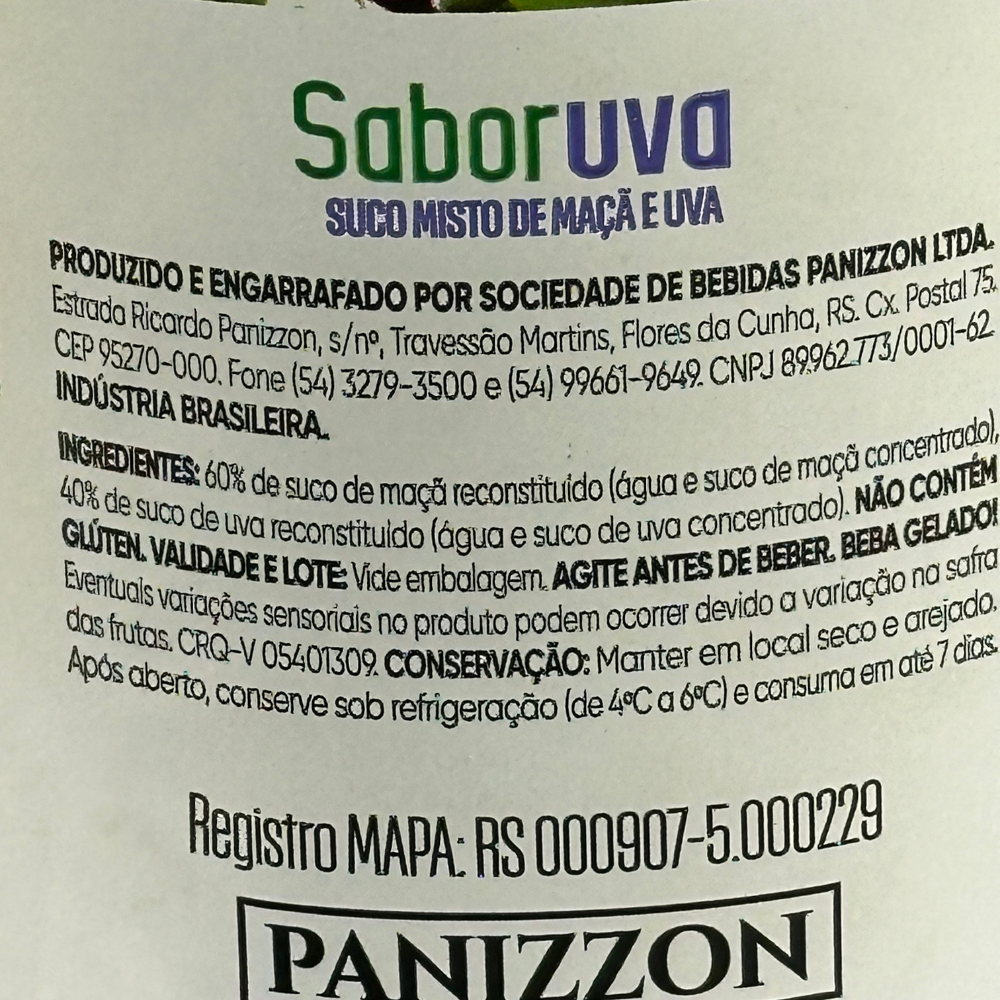 Saboruva
SUCO MISTO DE MAÇÃ E UVA
PRODUZIDO E ENGARRAFADO POR SOCIEDADE DE BEBIDAS PANIZZON LTDA.
Estrada Ricardo Panizzon, s/nº, Travessão Martins, Flores da Cunha, RS. Cx. Postal 75.
CEP 95270-000. Fone (54) 3279-3500 e (54) 99661-9649. CNPJ 89.962.773/0001-62
INDÚSTRIA BRASILEIRA.
INGREDIENTES: 60% de suco de maçã reconstituído (água e suco de maçã concentrado),
40% de suco de uva reconstituído (água e suco de uva concentrado). NÃO CONTÉM
GLÚTEN. VALIDADE E LOTE: Vide embalagem. AGITE ANTES DE BEBER. BEBA GELADO!
Eventuais variações sensoriais no produto podem ocorrer devido a variação na safra
das frutas. CRQ-V 05401309. CONSERVAÇÃO: Manter em local seco e arejado.
Após aberto, conserve sob refrigeração (de 4ºC a 6ºC) e consuma em até 7 dias.
Registro MAPA: RS 000907-5.000229
PANIZZON